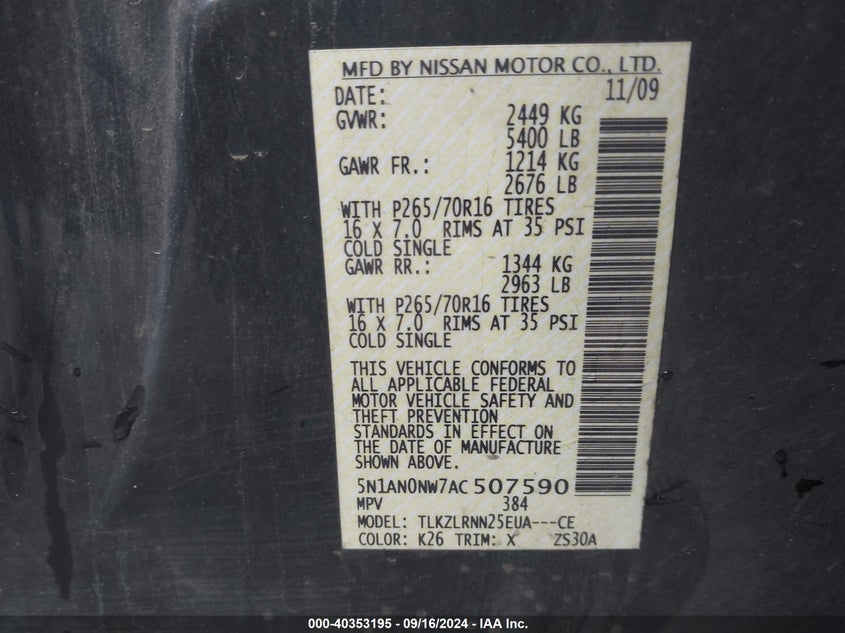 MFD BY NISSAN MOTOR CO., LTD.
DATE: 11/09
GVWR: 2449 KG
5400 LB
GAWR FR.: 1214 KG
2676 LB
WITH P265/70R16 TIRES
16 X 7.0 RIMS AT 35 PSI
COLD SINGLE
GAWR RR.: 1344 KG
2963 LB
WITH P265/70R16 TIRES
16 X 7.0 RIMS AT 35 PSI
COLD SINGLE
THIS VEHICLE CONFORMS TO
ALL APPLICABLE FEDERAL
MOTOR VEHICLE SAFETY AND
THEFT PREVENTION
STANDARDS IN EFFECT ON
THE DATE OF MANUFACTURE
SHOWN ABOVE.
5N1AN0NW7AC507590
MPV 384
MODEL: TLKZLRNN25EUA---CE
COLOR: K26 TRIM: X ZS30A
000-40353195 - 09/16/2024 - IAA Inc.